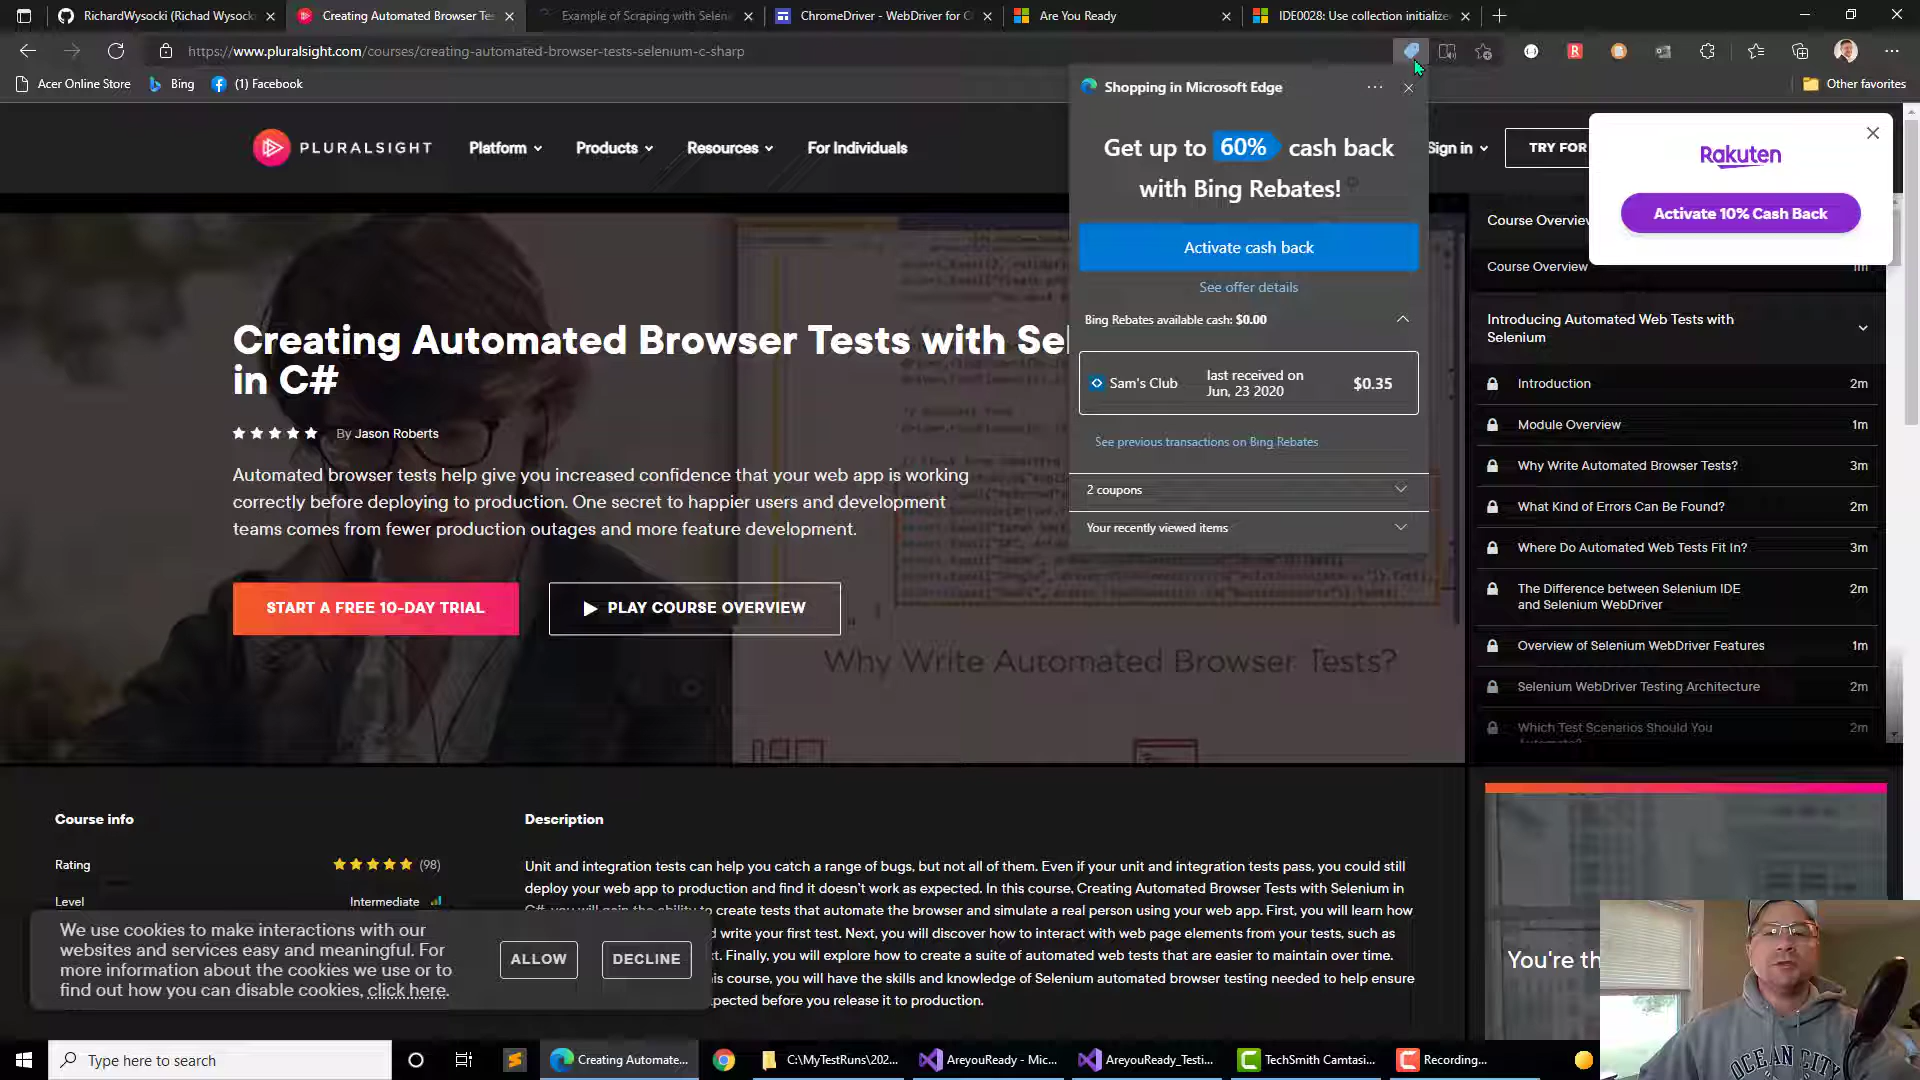 RichardWysocki (Richad Wysock
Creating Automated Browser Tes
Example of Scraping with Seleni
ChromeDriver - WebDriver for C
Are You Ready
IDE0028: Use collection initialize
https://www.pluralsight.com/courses/creating-automated-browser-tests-selenium-c-sharp
Acer Online Store
Bing
(1) Facebook
Other favorites
Shopping in Microsoft Edge
Get up to 60% cash back
with Bing Rebates!
Activate cash back
See offer details
Bing Rebates available cash: $0.00
Sam's Club
last received on
Jun, 23 2020
$0.35
See previous transactions on Bing Rebates
2 coupons
Your recently viewed items
PLURALSIGHT
Platform
Products
Resources
For Individuals
Sign in
TRY FOR
Rakuten
Activate 10% Cash Back
Creating Automated Browser Tests with Sel
in C#
By Jason Roberts
Automated browser tests help give you increased confidence that your web app is working
correctly before deploying to production. One secret to happier users and development
teams comes from fewer production outages and more feature development.
START A FREE 10-DAY TRIAL
PLAY COURSE OVERVIEW
Why Write Automated Browser Tests?
Course Overview
Course Overview
1m
Introducing Automated Web Tests with
Selenium
Introduction 2m
Module Overview 1m
Why Write Automated Browser Tests? 3m
What Kind of Errors Can Be Found? 2m
Where Do Automated Web Tests Fit In? 3m
The Difference between Selenium IDE 2m
and Selenium WebDriver
Overview of Selenium WebDriver Features 1m
Selenium WebDriver Testing Architecture 2m
Which Test Scenarios Should You 2m
Automate?
Course info
Rating
(98)
Level
Intermediate
Description
Unit and integration tests can help you catch a range of bugs, but not all of them. Even if your unit and integration tests pass, you could still
deploy your web app to production and find it doesn't work as expected. In this course, Creating Automated Browser Tests with Selenium in
C#, you will gain the ability to create tests that automate the browser and simulate a real person using your web app. First, you will learn how
d write your first test. Next, you will discover how to interact with web page elements from your tests, such as
xt. Finally, you will explore how to create a suite of automated web tests that are easier to maintain over time.
is course, you will have the skills and knowledge of Selenium automated browser testing needed to help ensure
pected before you release it to production.
We use cookies to make interactions with our
websites and services easy and meaningful. For
more information about the cookies we use or to
find out how you can disable cookies, click here.
ALLOW
DECLINE
You're th
OCEAN CITY
Type here to search
Creating Automate...
C:\MyTestRuns\202...
AreyouReady - Mic...
AreyouReady_Testi...
TechSmith Camtasi...
Recording...